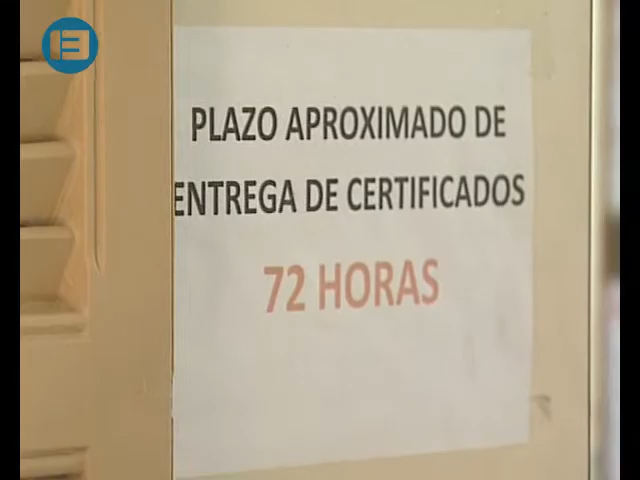 PLAZO APROXIMADO DE
ENTREGA DE CERTIFICADOS
72 HORAS